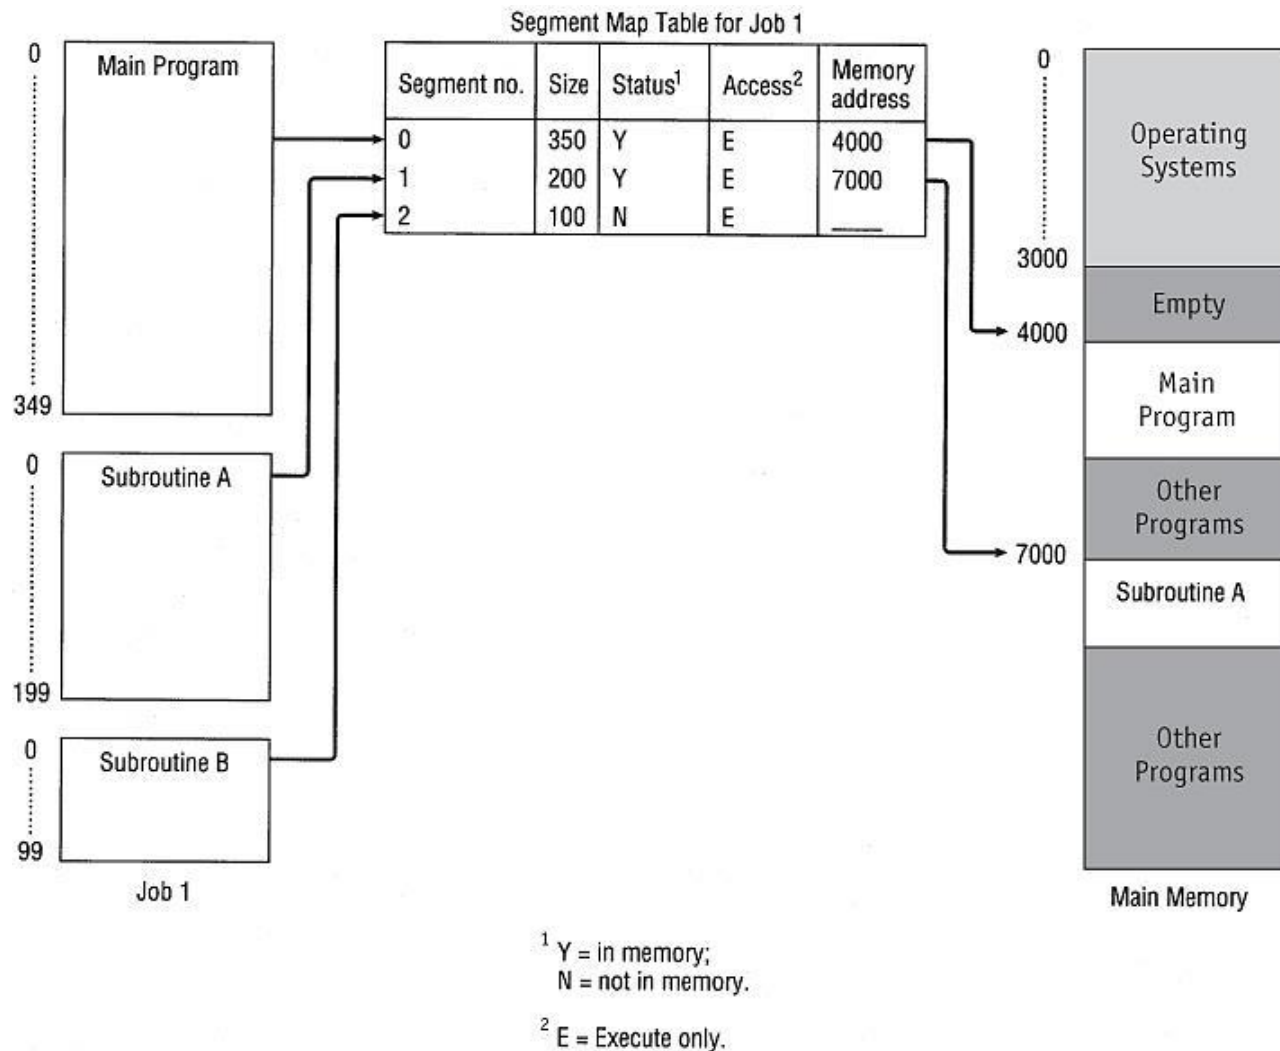 Segment Map Table for Job 1
0
Main Program
349
0
Subroutine A
199
0
Subroutine B
99
Job 1
Segment no. Size Status¹ Access² Memory address
0 350 Y E 4000
1 200 Y E 7000
2 100 N E
0
Operating
Systems
3000
Empty
4000
Main
Program
Other
Programs
7000
Subroutine A
Other
Programs
Main Memory
¹ Y = in memory;
N = not in memory.
² E = Execute only.